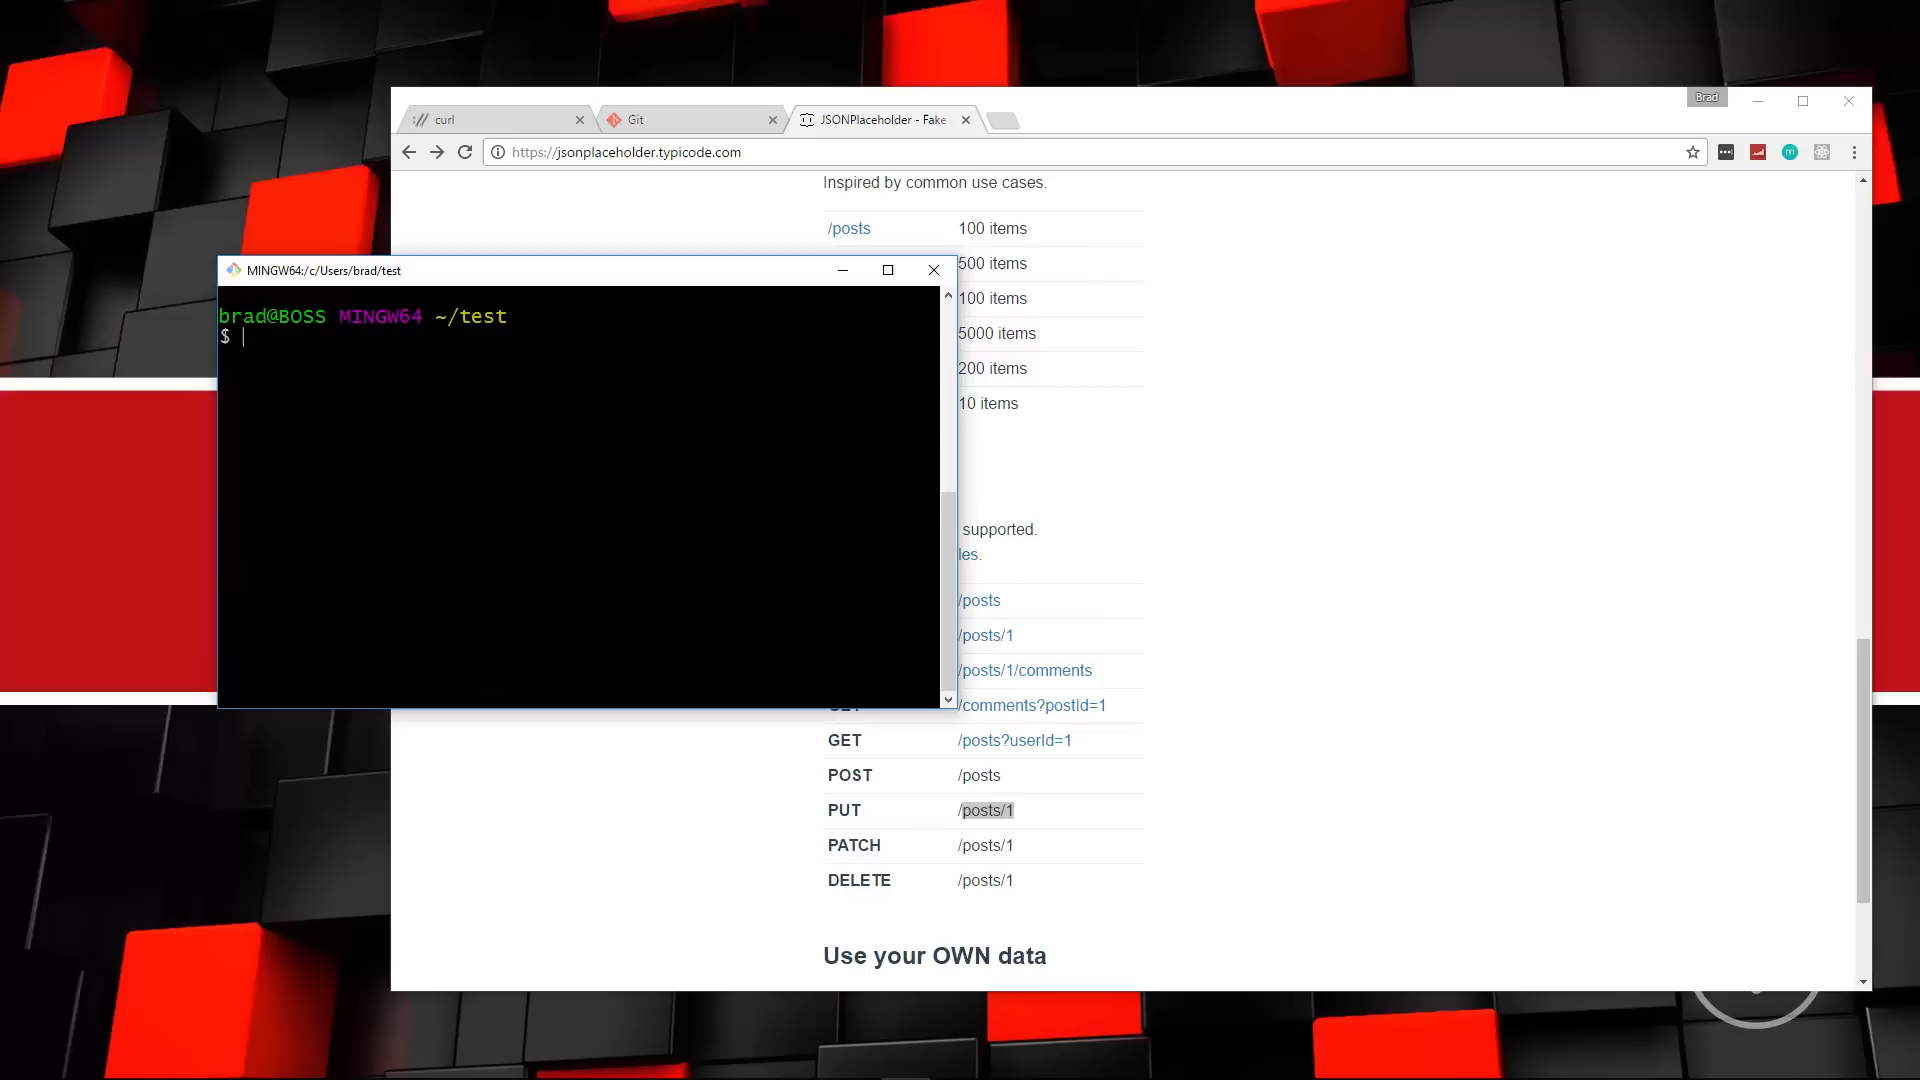 Brad
curl
Git
JSONPlaceholder - Fake
https://jsonplaceholder.typicode.com
Inspired by common use cases.
/posts 100 items
500 items
100 items
5000 items
200 items
10 items
MINGW64:/c/Users/brad/test
brad@BOSS MINGW64 ~/test
$
supported.
les.
/posts
/posts/1
/posts/1/comments
/comments?postId=1
GET /posts?userId=1
POST /posts
PUT /posts/1
PATCH /posts/1
DELETE /posts/1
Use your OWN data